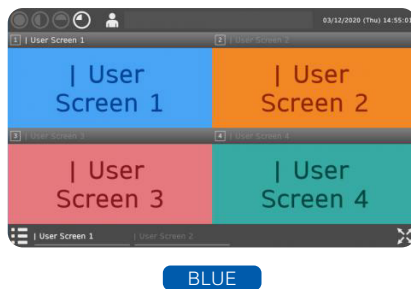 03/12/2020 (Thu) 14:55:01
1 | User Screen 1
2 | User Screen 2
| User
Screen 1
| User
Screen 2
3 | User Screen 3
4 | User Screen 4
| User
Screen 3
| User
Screen 4
| User Screen 1
| User Screen 2
BLUE